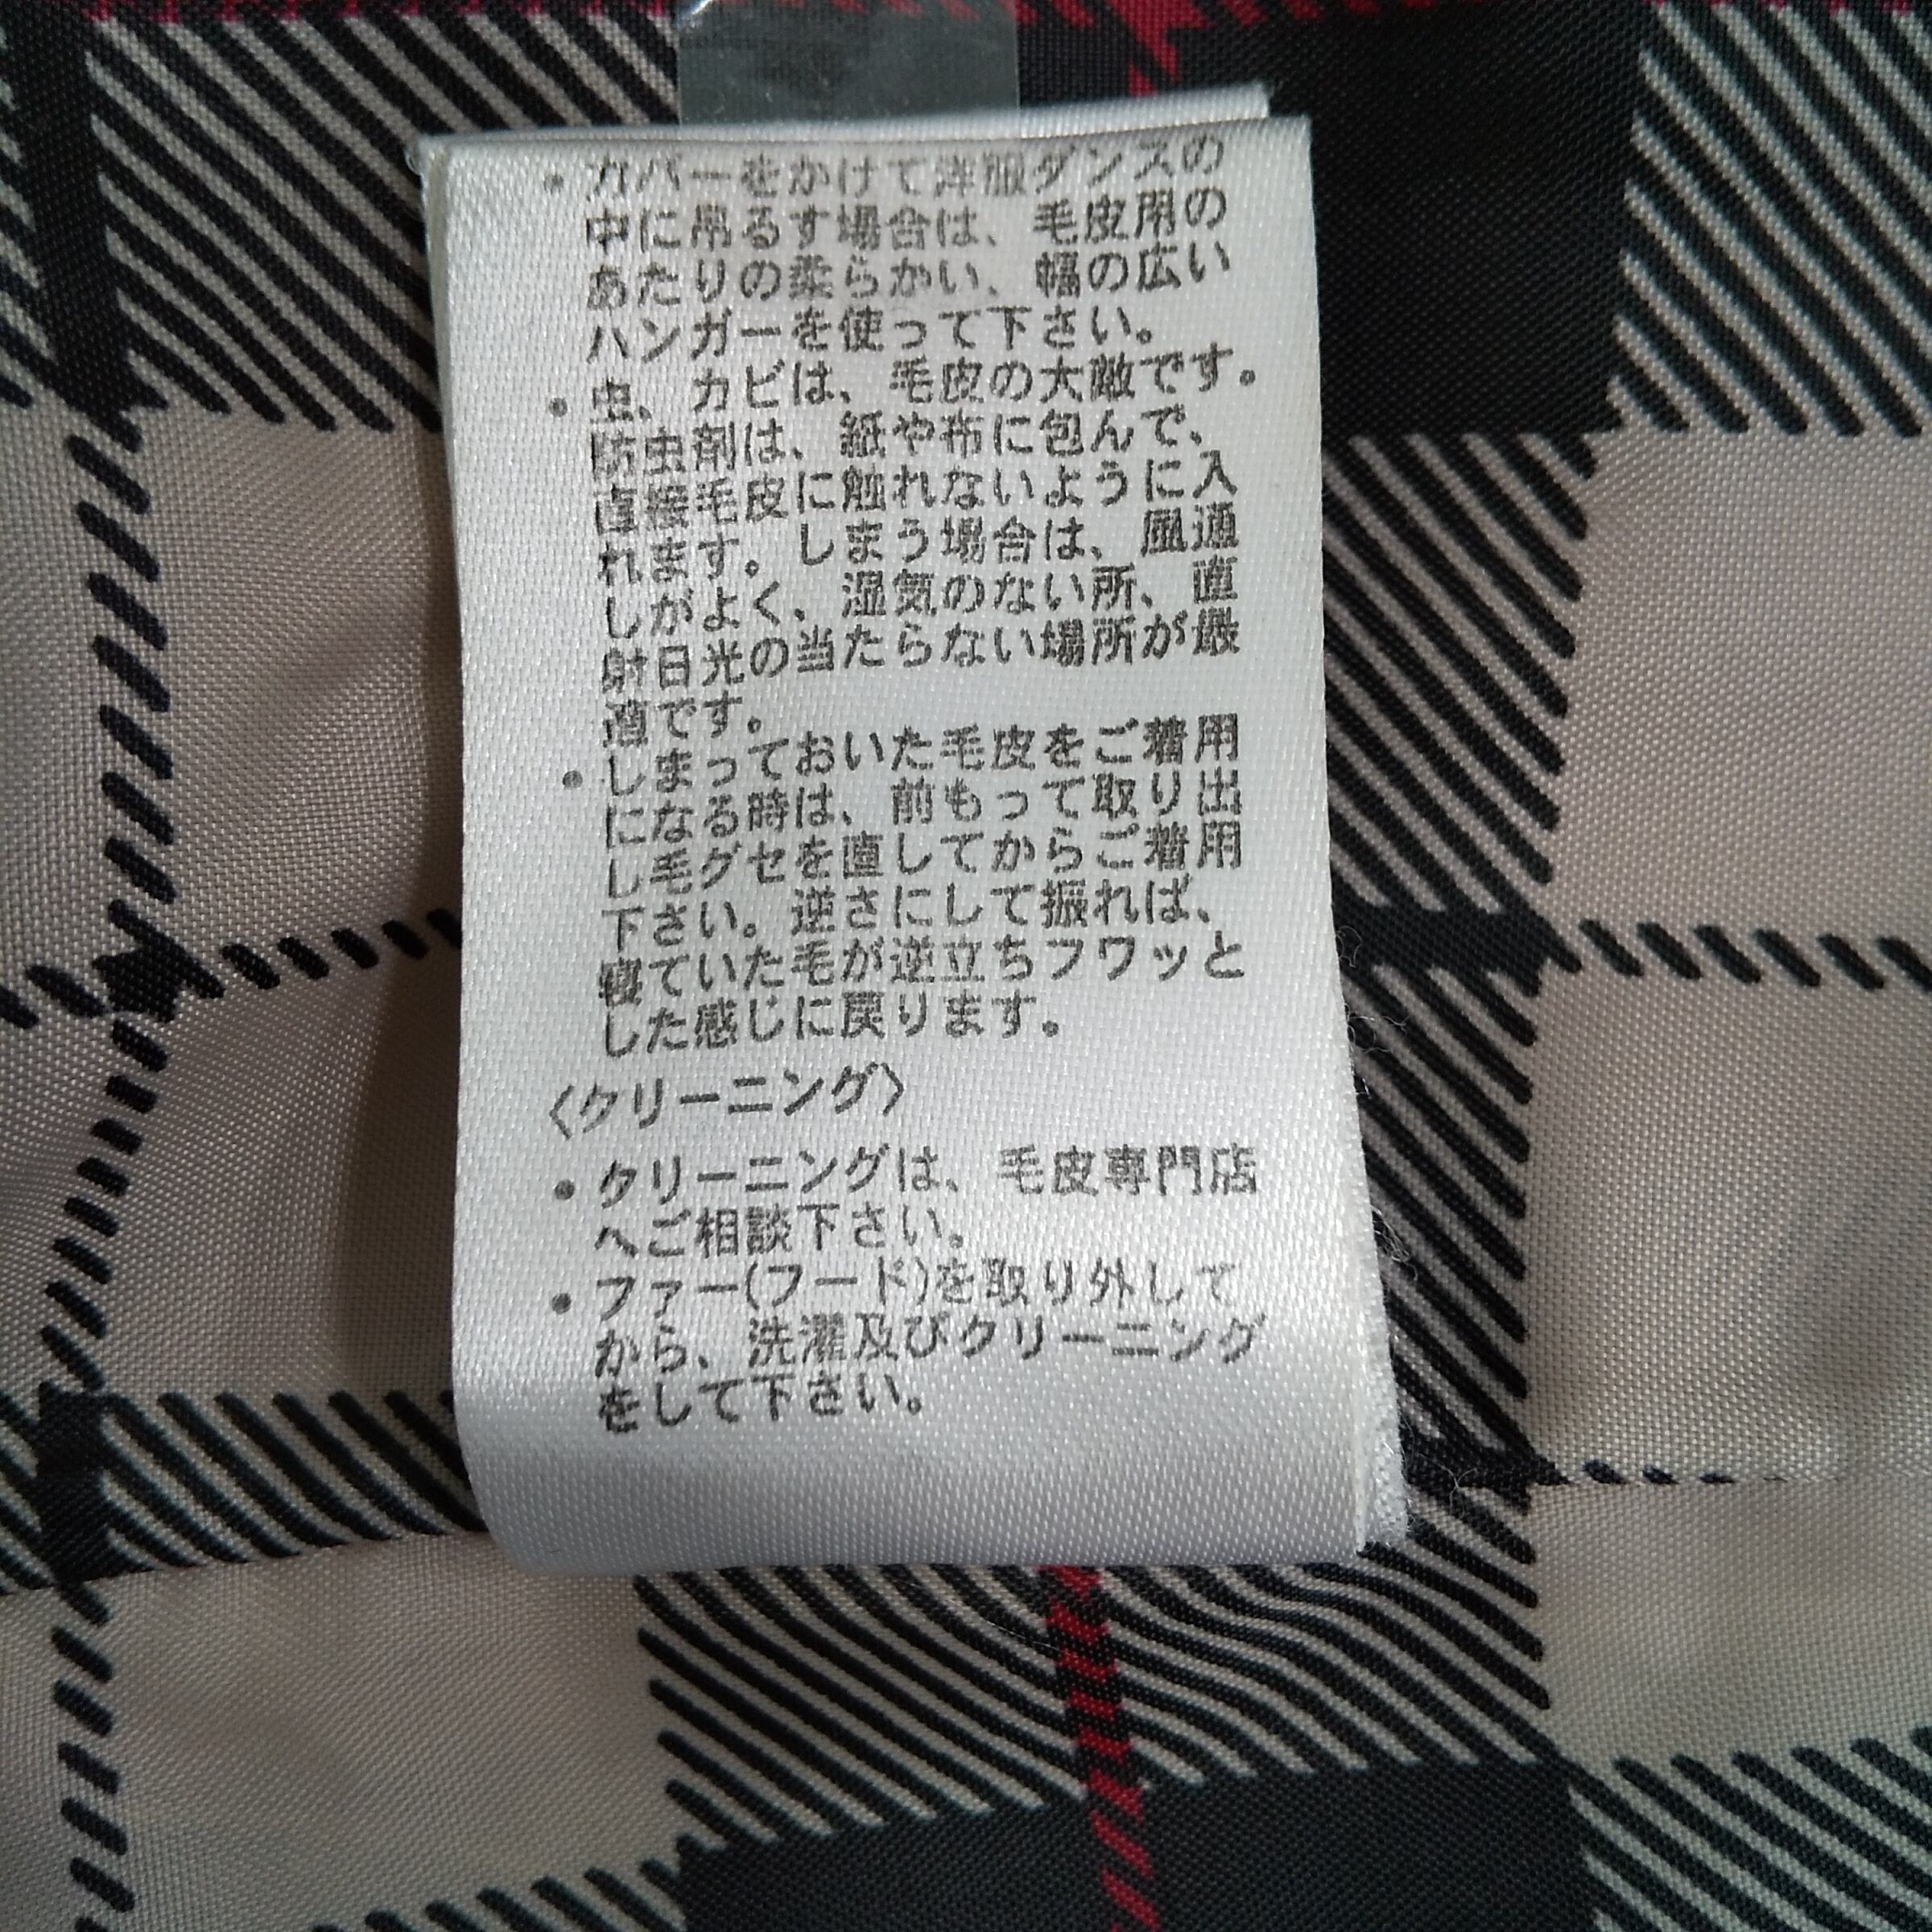 ・カバーをかけて洋服ダンスの
中に吊るす場合は、毛皮用の
あたりの柔らかい、幅の広い
ハンガーを使って下さい。
・虫、カビは、毛皮の大敵です。
防虫剤は、紙や布に包んで、
直接毛皮に触れないように入
れます。しまう場合は、風通
しがよく、湿気のない所、直
射日光の当たらない場所が最
適です。
・しまっておいた毛皮をご着用
になる時は、前もって取り出
し毛グセを直してからご着用
下さい。逆さにして振れば、
寝ていた毛が逆立ちフワッと
した感じに戻ります。
〈クリーニング〉
・クリーニングは、毛皮専門店
へご相談下さい。
・ファー(フード)を取り外して
から、洗濯及びクリーニング
をして下さい。